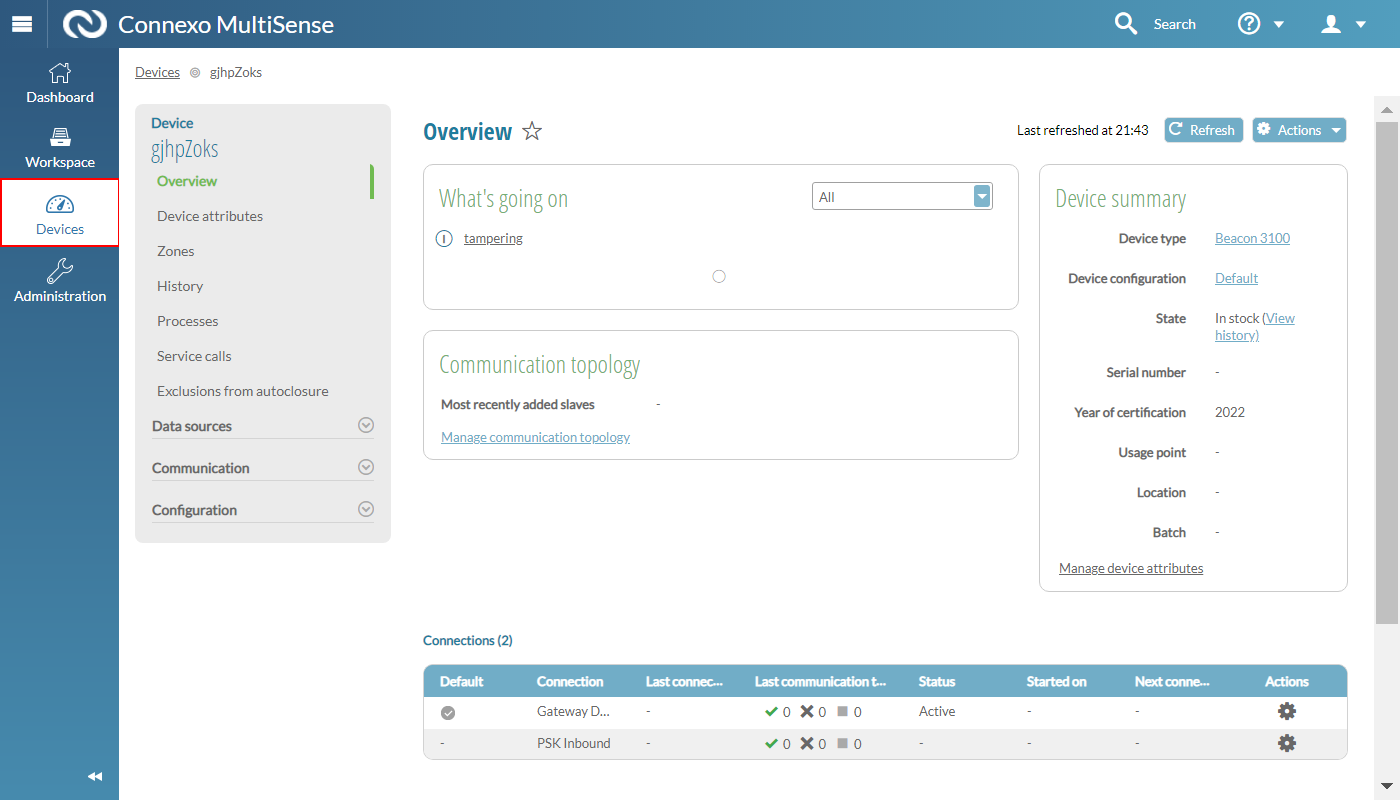 Connexo MultiSense
Search
Dashboard
Workspace
Devices
Administration
Devices gjhpZoks
Device
gjhpZoks
Overview
Device attributes
Zones
History
Processes
Service calls
Exclusions from autoclosure
Data sources
Communication
Configuration
Overview
Last refreshed at 21:43
Refresh
Actions
What's going on
All
tampering
Communication topology
Most recently added slaves -
Manage communication topology
Device summary
Device type Beacon 3100
Device configuration Default
State In stock (View
history)
Serial number -
Year of certification 2022
Usage point -
Location -
Batch -
Manage device attributes
Connections (2)
Default Connection Last connec... Last communication t... Status Started on Next conne... Actions
Gateway D... - 0 0 0 Active - -
- PSK Inbound - 0 0 0 - - -